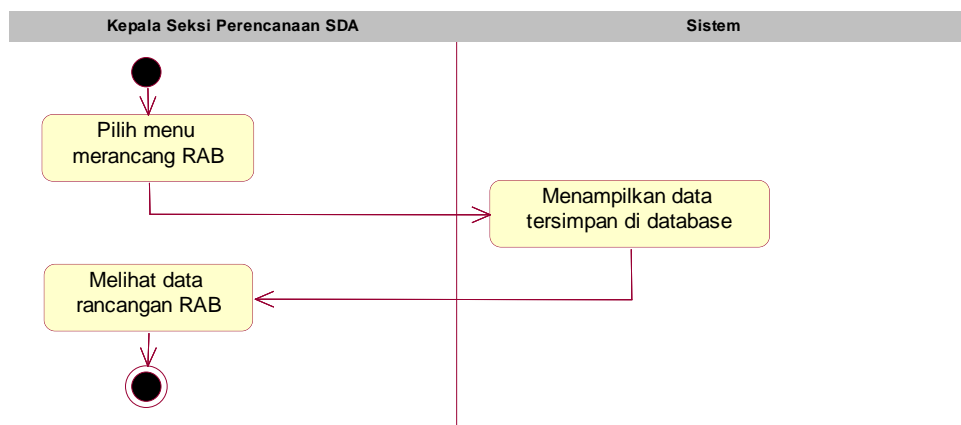 Kepala Seksi Perencanaan SDA
Sistem
Pilih menu
merancang RAB
Menampilkan data
tersimpan di database
Melihat data
rancangan RAB